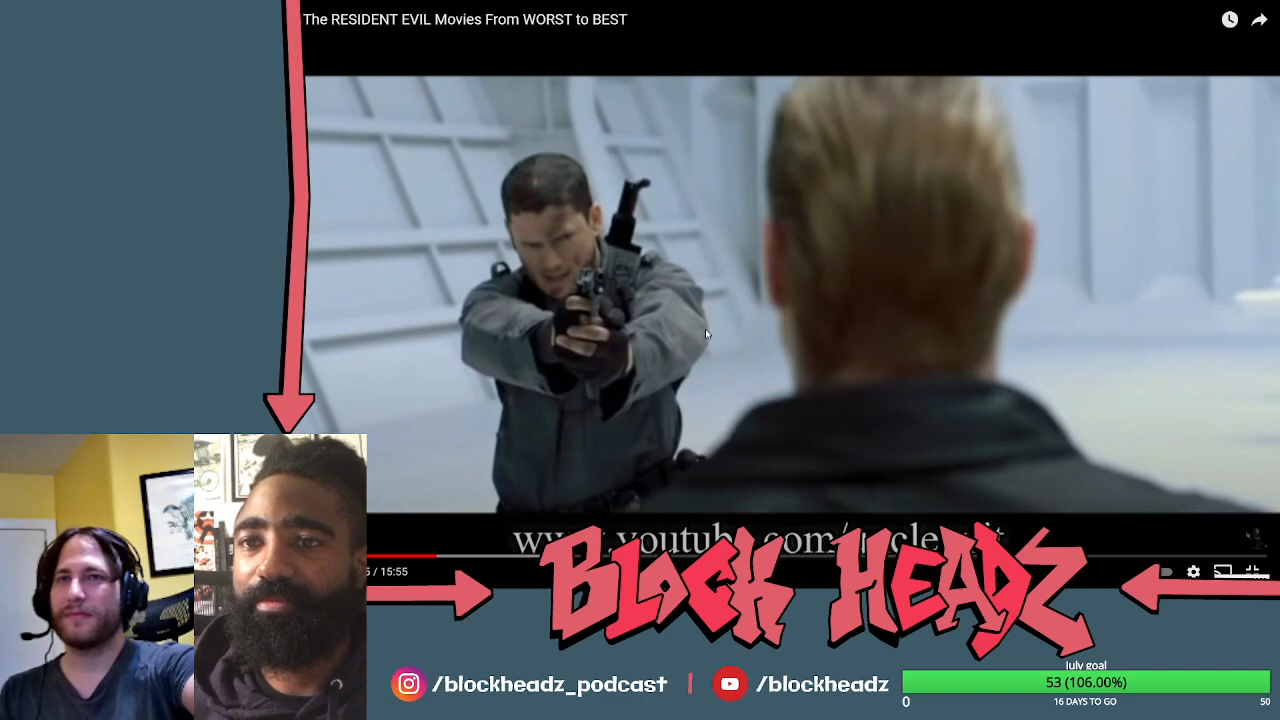 The RESIDENT EVIL Movies From WORST to BEST
5 / 15:55
BLOCK HEADZ
/blockheadz_podcast | /blockheadz
July goal
53 (106.00%)
0 16 DAYS TO GO 50